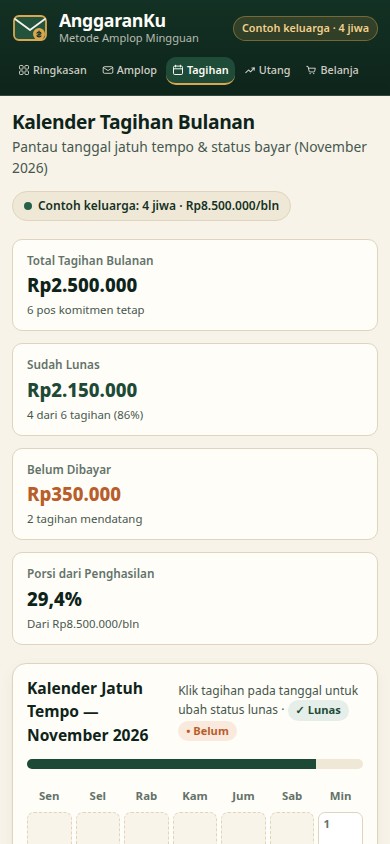 AnggaranKu
Metode Amplop Mingguan
Contoh keluarga · 4 jiwa
Ringkasan
Amplop
Tagihan
Utang
Belanja
Kalender Tagihan Bulanan
Pantau tanggal jatuh tempo & status bayar (November
2026)
Contoh keluarga: 4 jiwa · Rp8.500.000/bln
Total Tagihan Bulanan
Rp2.500.000
6 pos komitmen tetap
Sudah Lunas
Rp2.150.000
4 dari 6 tagihan (86%)
Belum Dibayar
Rp350.000
2 tagihan mendatang
Porsi dari Penghasilan
29,4%
Dari Rp8.500.000/bln
Kalender Jatuh
Tempo —
November 2026
Klik tagihan pada tanggal untuk
ubah status lunas · ✓ Lunas
• Belum
Sen Sel Rab Kam Jum Sab Min
1